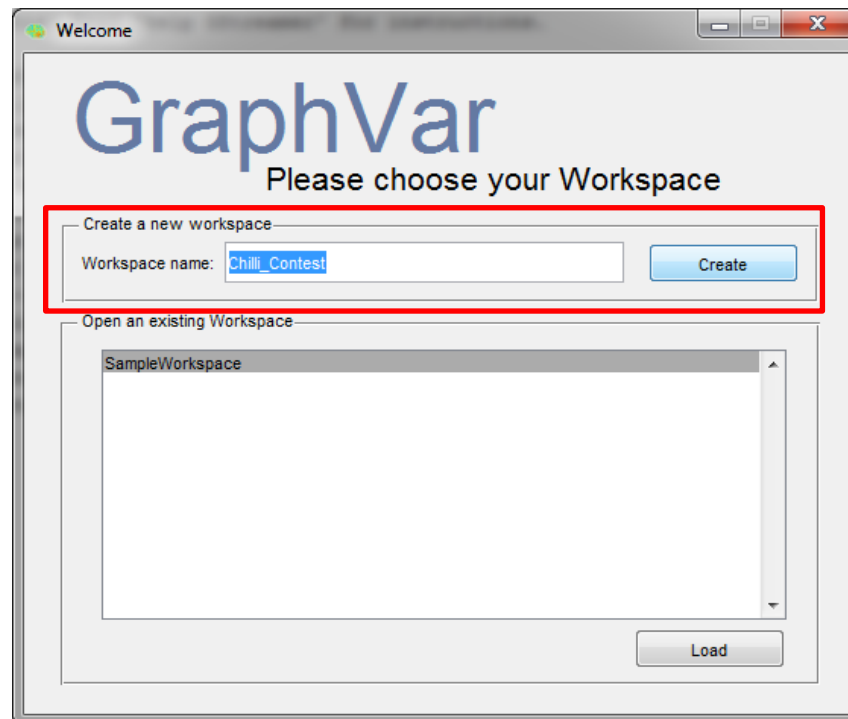 Welcome
GraphVar
Please choose your Workspace
Create a new workspace
Workspace name: Chilli_Contest Create
Open an existing Workspace
SampleWorkspace
Load